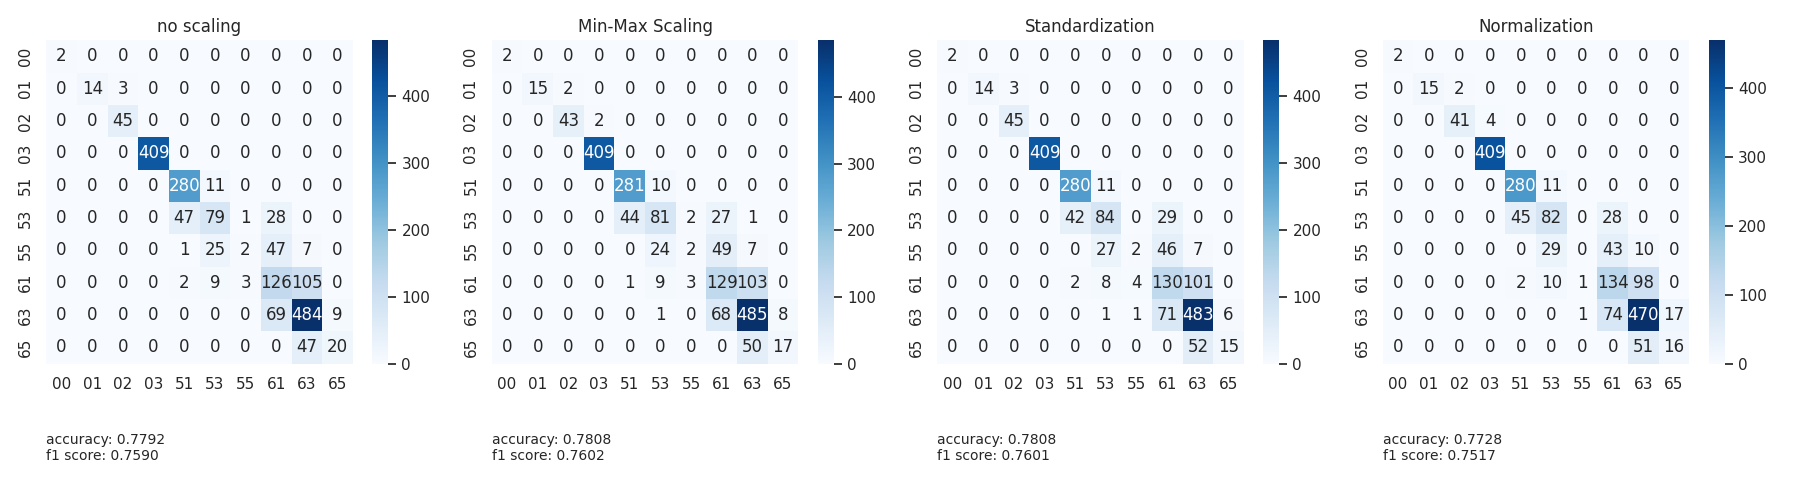 no scaling
00 2 0 0 0 0 0 0 0 0 0
01 0 14 3 0 0 0 0 0 0 0
02 0 0 45 0 0 0 0 0 0 0
03 0 0 0 409 0 0 0 0 0 0
51 0 0 0 0 280 11 0 0 0 0
53 0 0 0 0 47 79 1 28 0 0
55 0 0 0 0 1 25 2 47 7 0
61 0 0 0 0 2 9 3 126 105 0
63 0 0 0 0 0 0 0 69 484 9
65 0 0 0 0 0 0 0 0 47 20
00 01 02 03 51 53 55 61 63 65
400
300
200
100
0
accuracy: 0.7792
f1 score: 0.7590
Min-Max Scaling
00 2 0 0 0 0 0 0 0 0 0
01 0 15 2 0 0 0 0 0 0 0
02 0 0 43 2 0 0 0 0 0 0
03 0 0 0 409 0 0 0 0 0 0
51 0 0 0 0 281 10 0 0 0 0
53 0 0 0 0 44 81 2 27 1 0
55 0 0 0 0 0 24 2 49 7 0
61 0 0 0 0 1 9 3 129 103 0
63 0 0 0 0 0 1 0 68 485 8
65 0 0 0 0 0 0 0 0 50 17
00 01 02 03 51 53 55 61 63 65
400
300
200
100
0
accuracy: 0.7808
f1 score: 0.7602
Standardization
00 2 0 0 0 0 0 0 0 0 0
01 0 14 3 0 0 0 0 0 0 0
02 0 0 45 0 0 0 0 0 0 0
03 0 0 0 409 0 0 0 0 0 0
51 0 0 0 0 280 11 0 0 0 0
53 0 0 0 0 42 84 0 29 0 0
55 0 0 0 0 0 27 2 46 7 0
61 0 0 0 0 2 8 4 130 101 0
63 0 0 0 0 0 1 1 71 483 6
65 0 0 0 0 0 0 0 0 52 15
00 01 02 03 51 53 55 61 63 65
400
300
200
100
0
accuracy: 0.7808
f1 score: 0.7601
Normalization
00 2 0 0 0 0 0 0 0 0 0
01 0 15 2 0 0 0 0 0 0 0
02 0 0 41 4 0 0 0 0 0 0
03 0 0 0 409 0 0 0 0 0 0
51 0 0 0 0 280 11 0 0 0 0
53 0 0 0 0 45 82 0 28 0 0
55 0 0 0 0 0 29 0 43 10 0
61 0 0 0 0 2 10 1 134 98 0
63 0 0 0 0 0 0 1 74 470 17
65 0 0 0 0 0 0 0 0 51 16
00 01 02 03 51 53 55 61 63 65
400
300
200
100
0
accuracy: 0.7728
f1 score: 0.7517